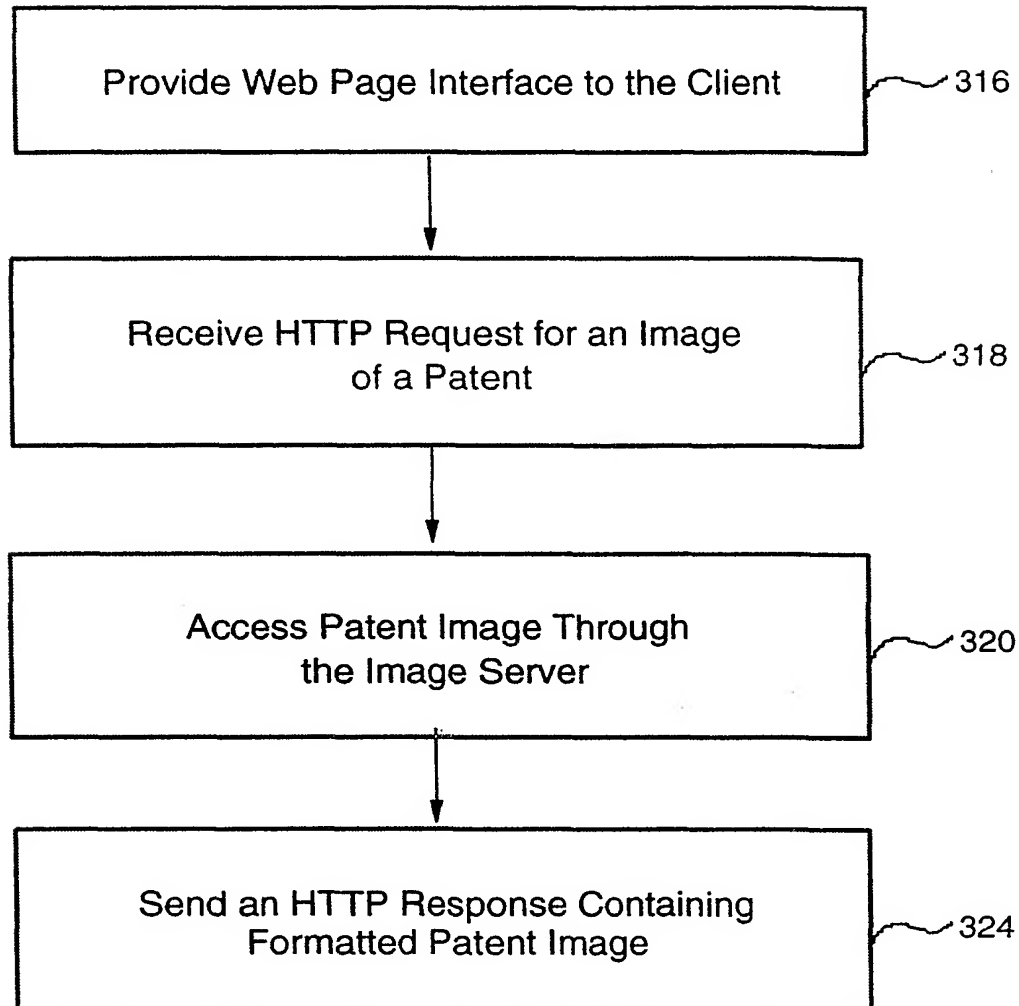 Provide Web Page Interface to the Client
316
Receive HTTP Request for an Image
of a Patent
318
Access Patent Image Through
the Image Server
320
Send an HTTP Response Containing
Formatted Patent Image
324